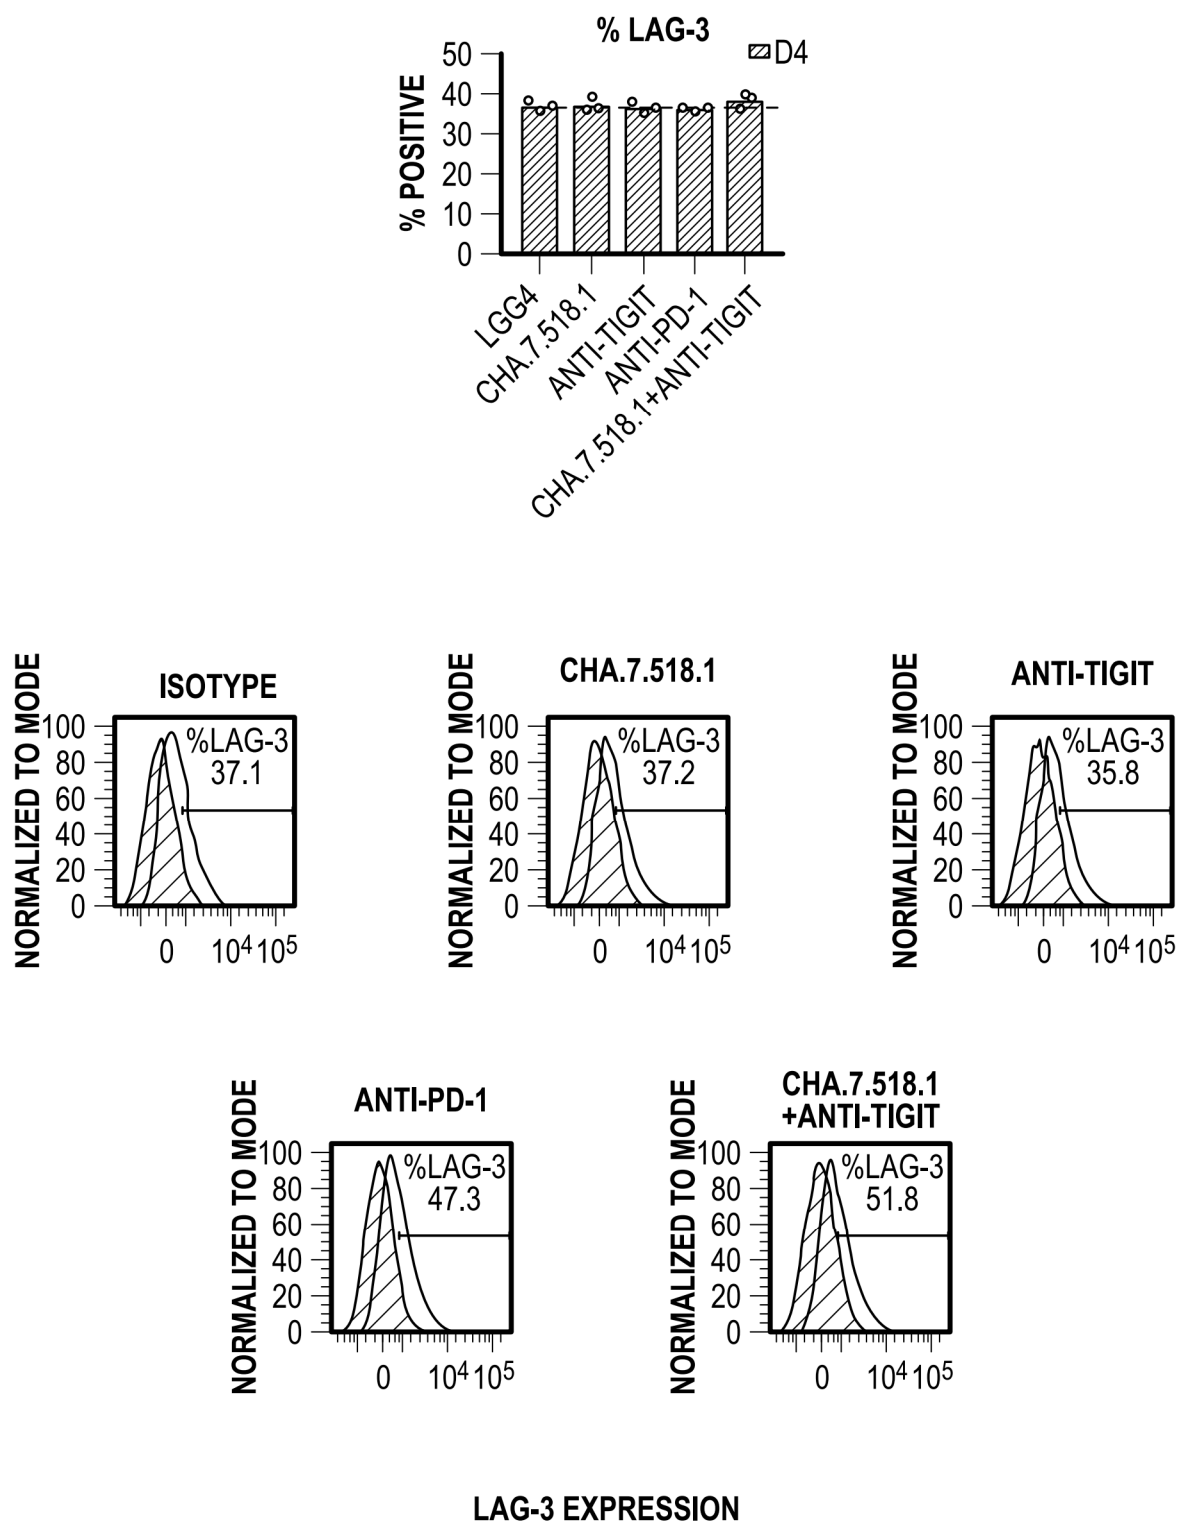 % LAG-3
D4
% POSITIVE
50
40
30
20
10
0
LGG4
CHA.7.518.1
ANTI-TIGIT
ANTI-PD-1
CHA.7.518.1+ANTI-TIGIT
ISOTYPE
NORMALIZED TO MODE
100
80
60
40
20
0
%LAG-3
37.1
0 10⁴ 10⁵
CHA.7.518.1
NORMALIZED TO MODE
100
80
60
40
20
0
%LAG-3
37.2
0 10⁴ 10⁵
ANTI-TIGIT
NORMALIZED TO MODE
100
80
60
40
20
0
%LAG-3
35.8
0 10⁴ 10⁵
ANTI-PD-1
NORMALIZED TO MODE
100
80
60
40
20
0
%LAG-3
47.3
0 10⁴ 10⁵
CHA.7.518.1
+ANTI-TIGIT
NORMALIZED TO MODE
100
80
60
40
20
0
%LAG-3
51.8
0 10⁴ 10⁵
LAG-3 EXPRESSION